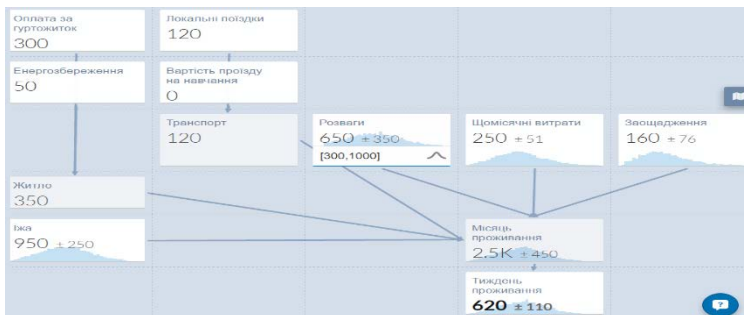 Оплата за
гуртожиток
300
Локальні поїздки
120
Енергозбереження
50
Вартість проїзду
на навчання
0
Транспорт
120
Розваги
650 ± 350
[300,1000]
Щомісячні витрати
250 ± 51
Заощадження
160 ± 76
Житло
350
Їжа
950 ± 250
Місяць
проживання
2.5K ± 450
Тиждень
проживання
620 ± 110
?